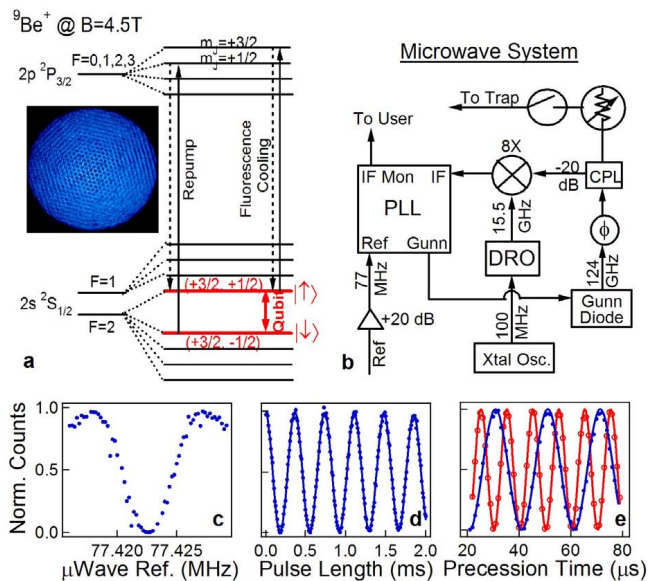 ⁹Be⁺ @ B=4.5T
F=0,1,2,3
2p ²P₃/₂
m_J=+3/2
m_J=+1/2
Repump
Fluorescence
Cooling
F=1
2s ²S₁/₂
F=2
(+3/2, +1/2)
|↑⟩
Qubit
(+3/2, -1/2)
|↓⟩
a
Microwave System
To Trap
To User
8X
IF Mon
IF
PLL
Ref
Gunn
-20
dB
CPL
15.5
GHz
ϕ
DRO
124
GHz
77
MHz
+20 dB
Ref
100
MHz
Gunn
Diode
Xtal Osc.
b
Norm. Counts
1.0
0.5
0.0
77.420
77.425
μWave Ref. (MHz)
c
0.0
0.5
1.0
1.5
2.0
Pulse Length (ms)
d
20
40
60
80
Precession Time (μs)
e